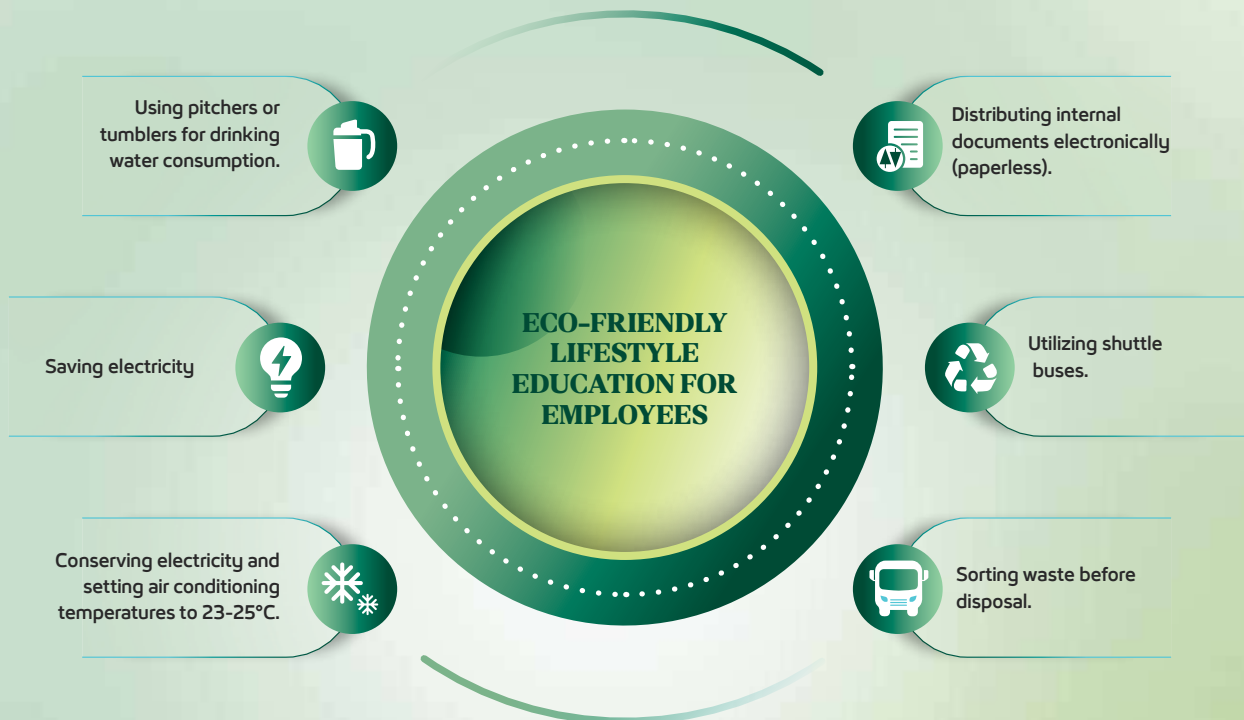 Using pitchers or
tumblers for drinking
water consumption.
Saving electricity
Conserving electricity and
setting air conditioning
temperatures to 23-25°C.
ECO-FRIENDLY
LIFESTYLE
EDUCATION FOR
EMPLOYEES
Distributing internal
documents electronically
(paperless).
Utilizing shuttle
buses.
Sorting waste before
disposal.